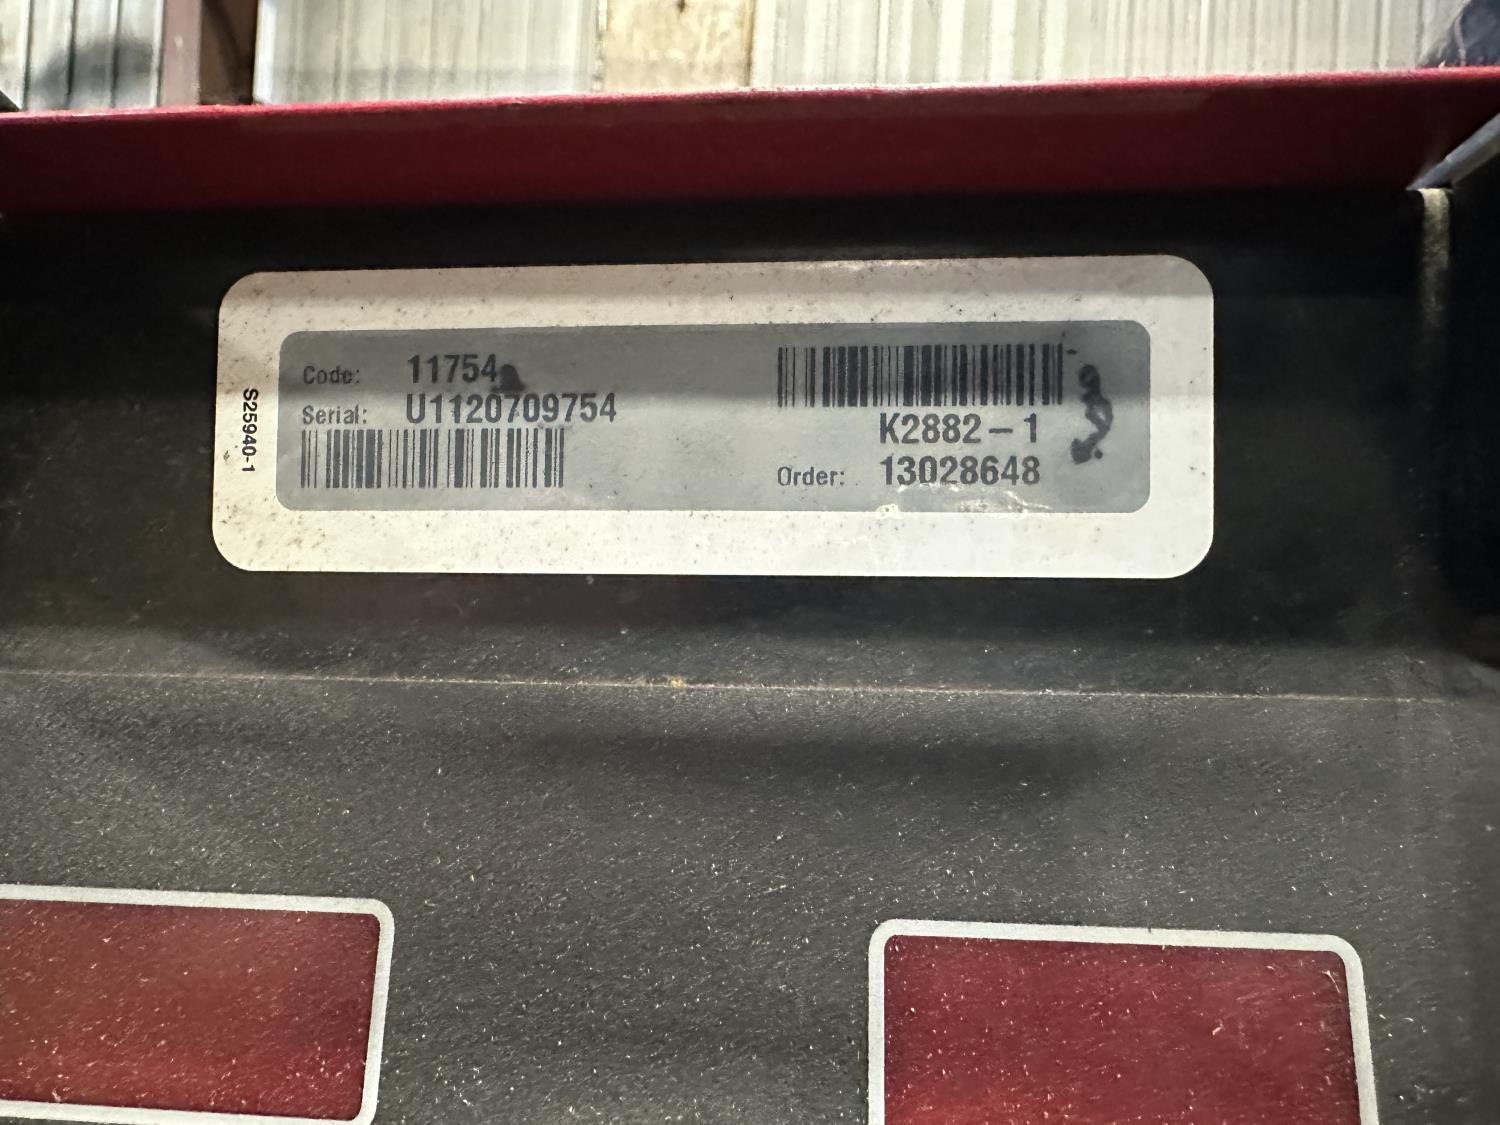 S25940-1
Code: 11754
Serial: U1120709754
K2882-1
Order: 13028648